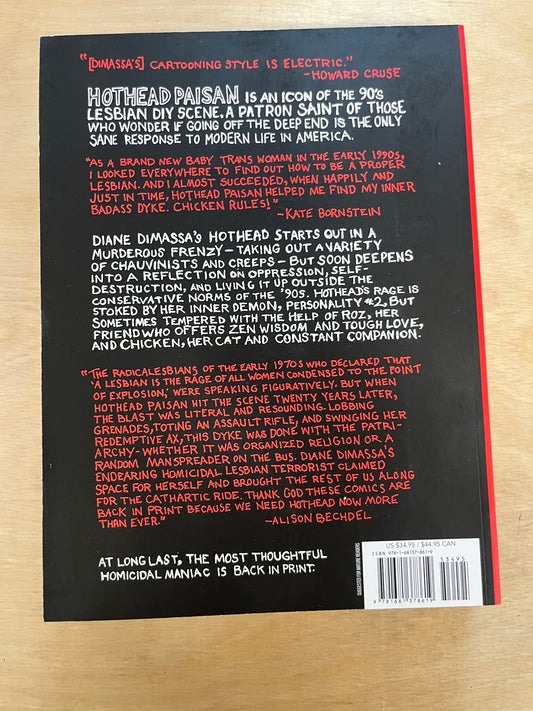 "[DIMASSA'S] CARTOONING STYLE IS ELECTRIC."
~HOWARD CRUSE
HOTHEAD PAISAN IS AN ICON OF THE 90'S
LESBIAN DIY SCENE. A PATRON SAINT OF THOSE
WHO WONDER IF GOING OFF THE DEEP END IS THE ONLY
SANE RESPONSE TO MODERN LIFE IN AMERICA.
"AS A BRAND NEW BABY TRANS WOMAN IN THE EARLY 1990s,
I LOOKED EVERYWHERE TO FIND OUT HOW TO BE A PROPER
LESBIAN. AND I ALMOST SUCCEEDED, WHEN HAPPILY AND
JUST IN TIME, HOTHEAD PAISAN HELPED ME FIND MY INNER
BADASS DYKE. CHICKEN RULES!"
~KATE BORNSTEIN
DIANE DIMASSA'S HOTHEAD STARTS OUT IN A
MURDEROUS FRENZY—TAKING OUT A VARIETY
OF CHAUVINISTS AND CREEPS—BUT SOON DEEPENS
INTO A REFLECTION ON OPPRESSION, SELF-
DESTRUCTION, AND LIVING IT UP OUTSIDE THE
CONSERVATIVE NORMS OF THE '90S. HOTHEAD'S RAGE IS
STOKED BY HER INNER DEMON, PERSONALITY #2, BUT
SOMETIMES TEMPERED WITH THE HELP OF ROZ, HER
FRIEND WHO OFFERS ZEN WISDOM AND TOUGH LOVE,
AND CHICKEN, HER CAT AND CONSTANT COMPANION.
"THE RADICALESBIANS OF THE EARLY 1970s WHO DECLARED THAT
'A LESBIAN IS THE RAGE OF ALL WOMEN CONDENSED TO THE POINT
OF EXPLOSION,' WERE SPEAKING FIGURATIVELY. BUT WHEN
HOTHEAD PAISAN HIT THE SCENE TWENTY YEARS LATER,
THE BLAST WAS LITERAL AND RESOUNDING. LOBBING
GRENADES, TOTING AN ASSAULT RIFLE, AND SWINGING HER
REDEMPTIVE AX, THIS DYKE WAS DONE WITH THE PATRI-
ARCHY—WHETHER IT WAS ORGANIZED RELIGION OR A
RANDOM MANSPREADER ON THE BUS. DIANE DIMASSA'S
ENDEARING HOMICIDAL LESBIAN TERRORIST CLAIMED
SPACE FOR HERSELF AND BROUGHT THE REST OF US ALONG
FOR THE CATHARTIC RIDE. THANK GOD THESE COMICS ARE
BACK IN PRINT BECAUSE WE NEED HOTHEAD NOW MORE
THAN EVER."
~ALISON BECHDEL
AT LONG LAST, THE MOST THOUGHTFUL
HOMICIDAL MANIAC IS BACK IN PRINT.
SUGGESTED FOR MATURE READERS
US $34.95 / $44.95 CAN
ISBN 978-1-68137-861-9
53495
9 781681 378619